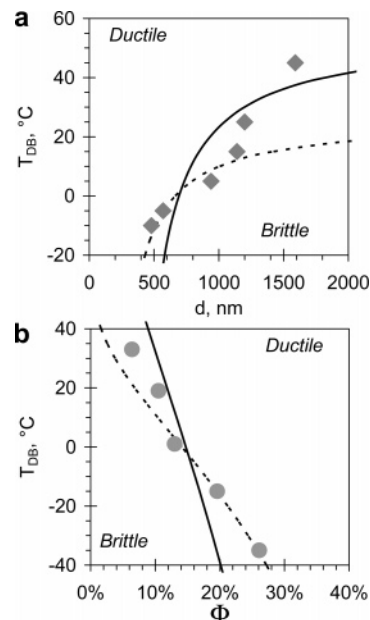 a
Ductile
Brittle
T_DB, °C
60
40
20
0
-20
0 500 1000 1500 2000
d, nm
b
Ductile
Brittle
T_DB, °C
40
20
0
-20
-40
0% 10% 20% 30% 40%
Φ